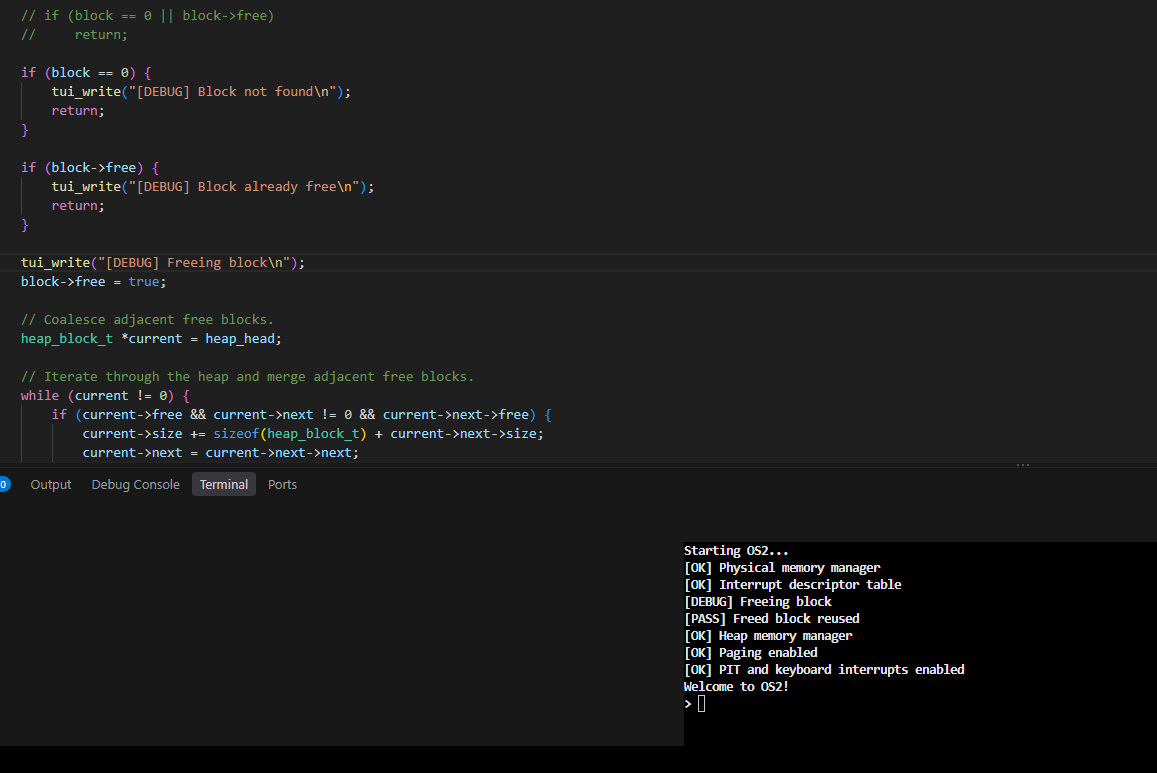 // if (block == 0 || block->free)
//     return;
if (block == 0) {
    tui_write("[DEBUG] Block not found\n");
    return;
}
if (block->free) {
    tui_write("[DEBUG] Block already free\n");
    return;
}
tui_write("[DEBUG] Freeing block\n");
block->free = true;
// Coalesce adjacent free blocks.
heap_block_t *current = heap_head;
// Iterate through the heap and merge adjacent free blocks.
while (current != 0) {
    if (current->free && current->next != 0 && current->next->free) {
        current->size += sizeof(heap_block_t) + current->next->size;
        current->next = current->next->next;
...
0 Output Debug Console Terminal Ports
Starting OS2...
[OK] Physical memory manager
[OK] Interrupt descriptor table
[DEBUG] Freeing block
[PASS] Freed block reused
[OK] Heap memory manager
[OK] Paging enabled
[OK] PIT and keyboard interrupts enabled
Welcome to OS2!
>